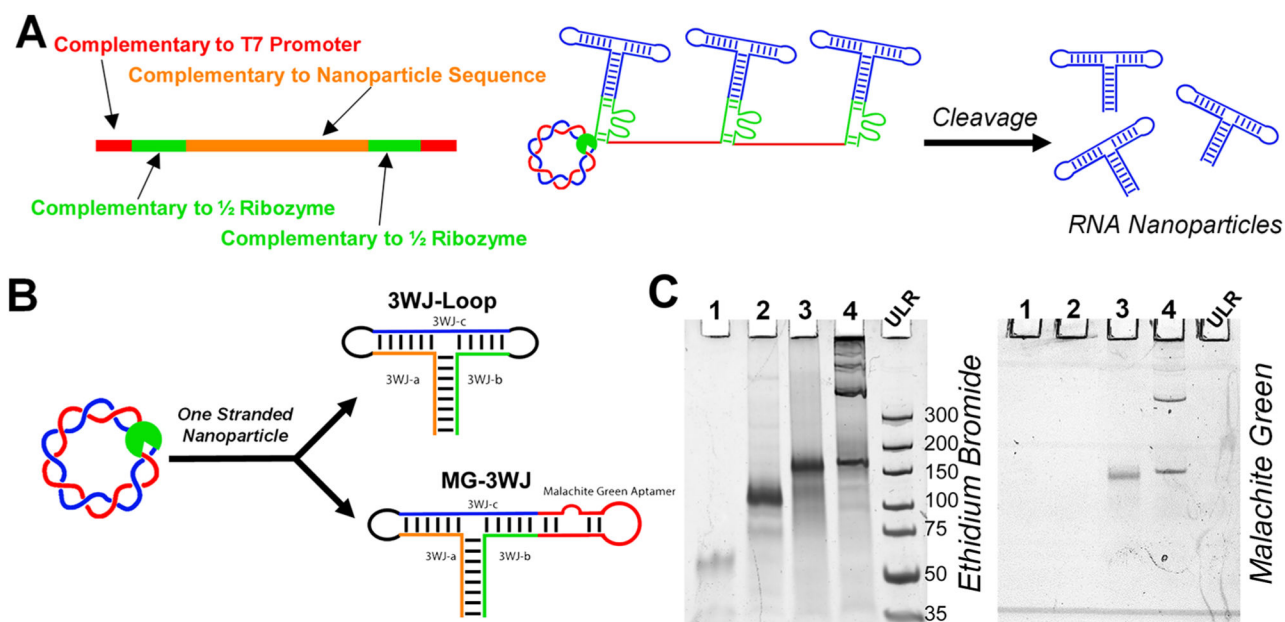 A
Complementary to T7 Promoter
Complementary to Nanoparticle Sequence
Complementary to ½ Ribozyme
Complementary to ½ Ribozyme
Cleavage
RNA Nanoparticles
B
One Stranded
Nanoparticle
3WJ-Loop
3WJ-c
3WJ-a
3WJ-b
MG-3WJ
Malachite Green Aptamer
3WJ-c
3WJ-a
3WJ-b
C
1 2 3 4 ULR
300
200
150
100
75
50
35
Ethidium Bromide
1 2 3 4 ULR
Malachite Green